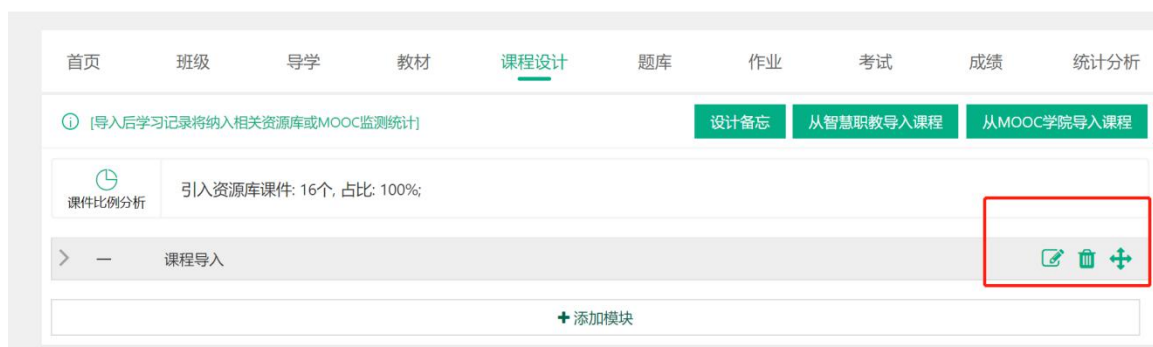 首页 班级 导学 教材 课程设计 题库 作业 考试 成绩 统计分析
[导入后学习记录将纳入相关资源库或MOOC监测统计] 设计备忘 从智慧职教导入课程 从MOOC学院导入课程
课件比例分析 引入资源库课件: 16个, 占比: 100%;
一 课程导入
添加模块